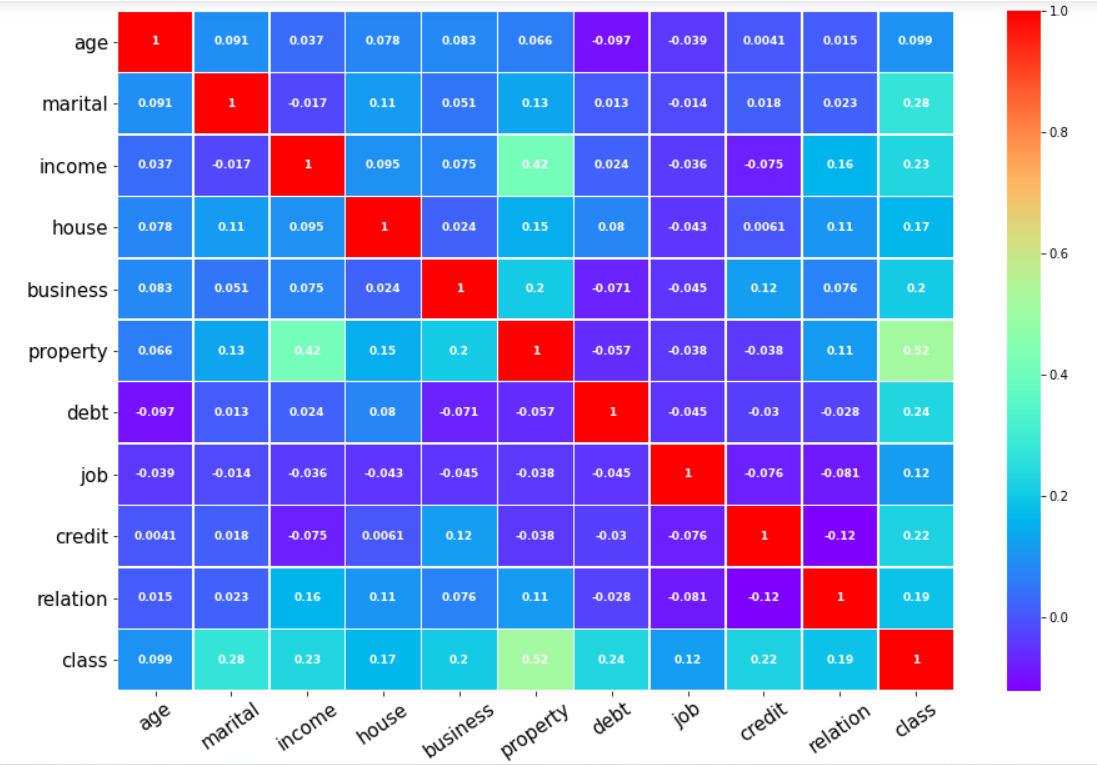 age 1 0.091 0.037 0.078 0.083 0.066 -0.097 -0.039 0.0041 0.015 0.099
marital 0.091 1 -0.017 0.11 0.051 0.13 0.013 -0.014 0.018 0.023 0.28
income 0.037 -0.017 1 0.095 0.075 0.42 0.024 -0.036 -0.075 0.16 0.23
house 0.078 0.11 0.095 1 0.024 0.15 0.08 -0.043 0.0061 0.11 0.17
business 0.083 0.051 0.075 0.024 1 0.2 -0.071 -0.045 0.12 0.076 0.2
property 0.066 0.13 0.42 0.15 0.2 1 -0.057 -0.038 -0.038 0.11 0.52
debt -0.097 0.013 0.024 0.08 -0.071 -0.057 1 -0.045 -0.03 -0.028 0.24
job -0.039 -0.014 -0.036 -0.043 -0.045 -0.038 -0.045 1 -0.076 -0.081 0.12
credit 0.0041 0.018 -0.075 0.0061 0.12 -0.038 -0.03 -0.076 1 -0.12 0.22
relation 0.015 0.023 0.16 0.11 0.076 0.11 -0.028 -0.081 -0.12 1 0.19
class 0.099 0.28 0.23 0.17 0.2 0.52 0.24 0.12 0.22 0.19 1
age marital income house business property debt job credit relation class
1.0
0.8
0.6
0.4
0.2
0.0